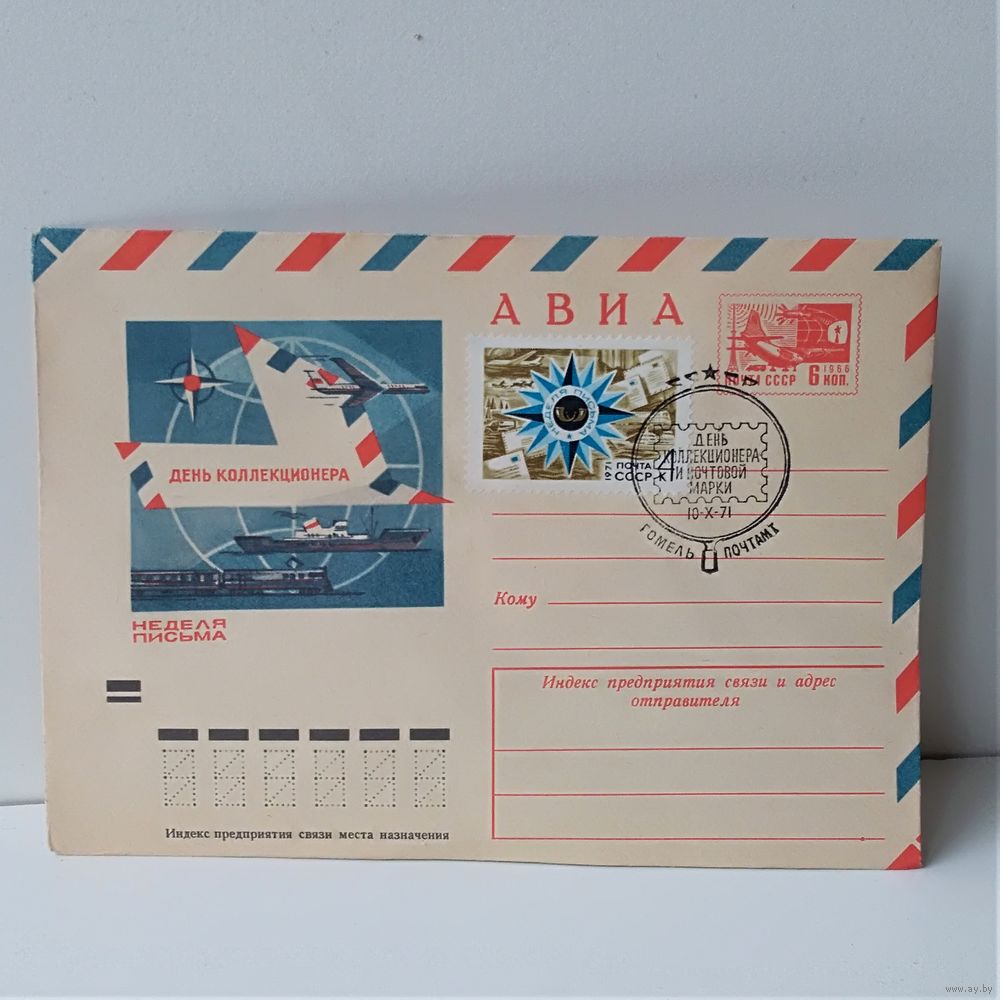 АВИА
ПОЧТА СССР 6 КОП.
1966
НЕДЕЛЯ ПИСЬМА
1971 ПОЧТА
СССР
4
К
ДЕНЬ
КОЛЛЕКЦИОНЕРА
И ПОЧТОВОЙ
МАРКИ
10-X-71
ГОМЕЛЬ ПОЧТАМТ
ДЕНЬ КОЛЛЕКЦИОНЕРА
НЕДЕЛЯ
ПИСЬМА
Кому
Индекс предприятия связи и адрес
отправителя
Индекс предприятия связи места назначения
www.ay.by